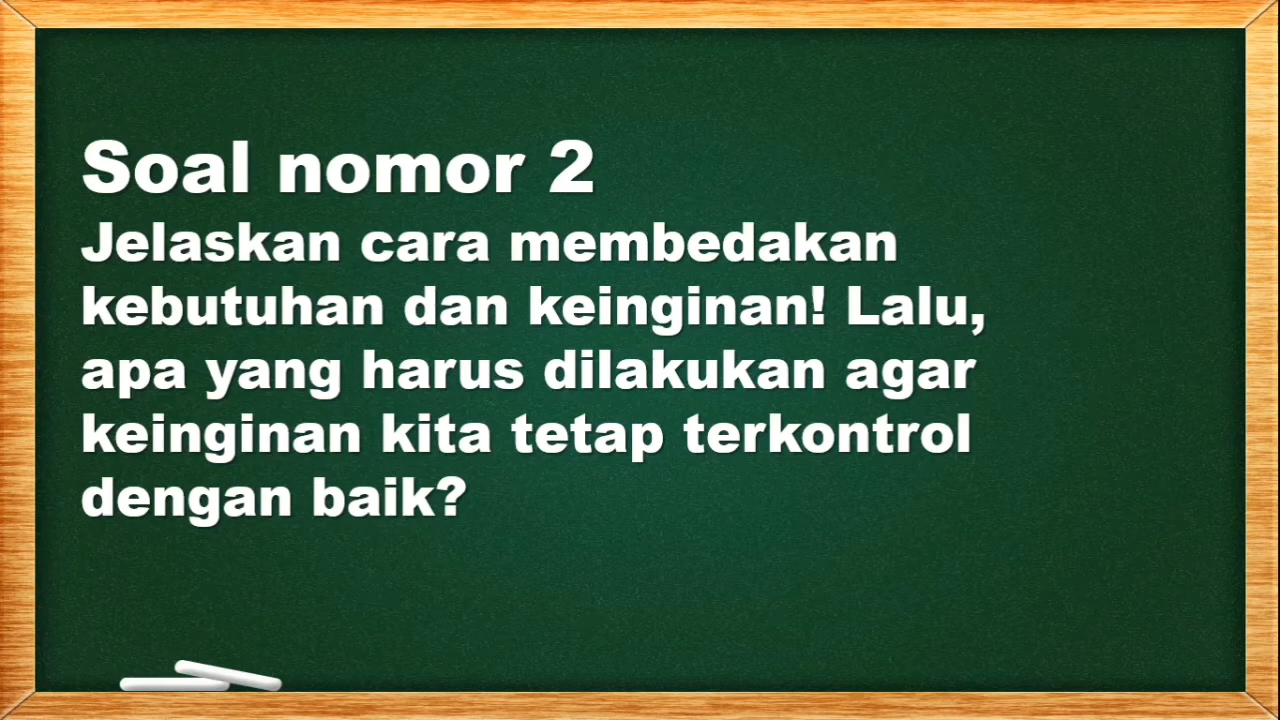 Soal nomor 2
Jelaskan cara membedakan
kebutuhan dan keinginan! Lalu,
apa yang harus dilakukan agar
keinginan kita tetap terkontrol
dengan baik?